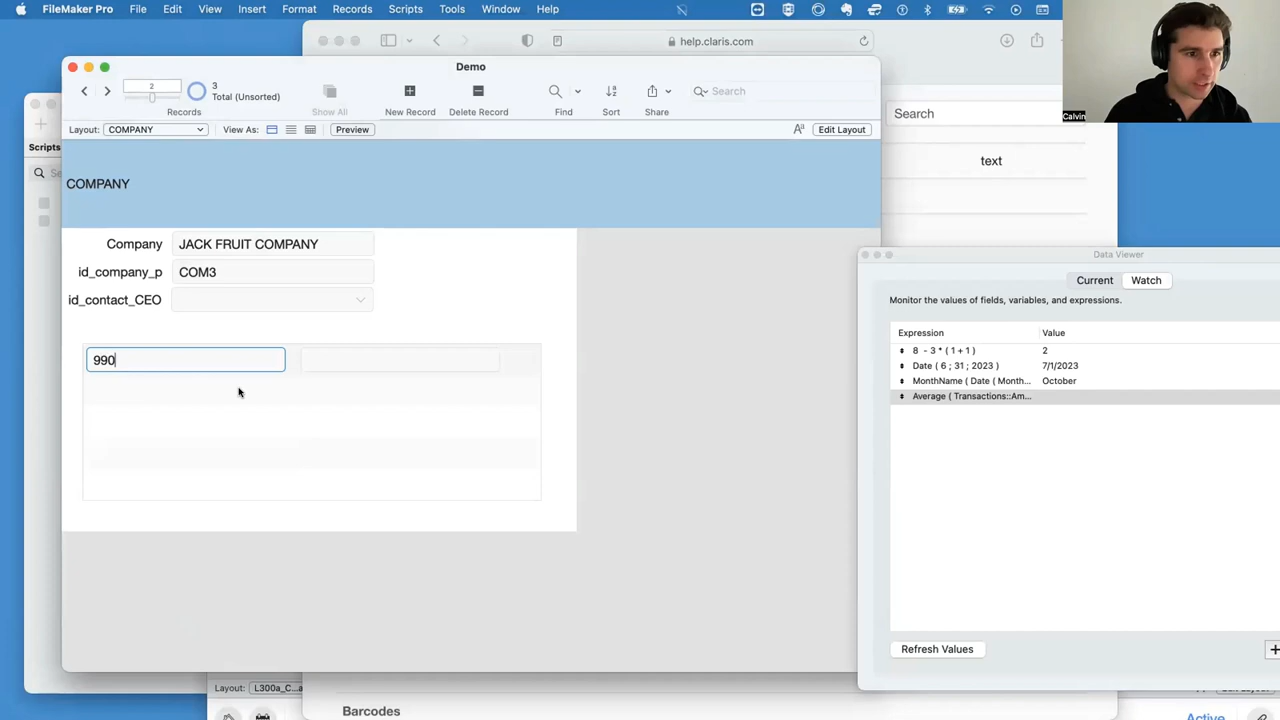 FileMaker Pro File Edit View Insert Format Records Scripts Tools Window Help
help.claris.com
Demo
2
3
Total (Unsorted)
Records
Show All
New Record
Delete Record
Find
Sort
Share
Search
Layout: COMPANY
View As:
Preview
Aª
Edit Layout
Calvin
Search
text
Scripts
COMPANY
Company JACK FRUIT COMPANY
id_company_p COM3
id_contact_CEO
990
Data Viewer
Current Watch
Monitor the values of fields, variables, and expressions.
Expression Value
8 - 3 * ( 1 + 1 ) 2
Date ( 6 ; 31 ; 2023 ) 7/1/2023
MonthName ( Date ( Month... October
Average ( Transactions::Am...
Refresh Values
Layout: L300a_C...a
Barcodes
Active